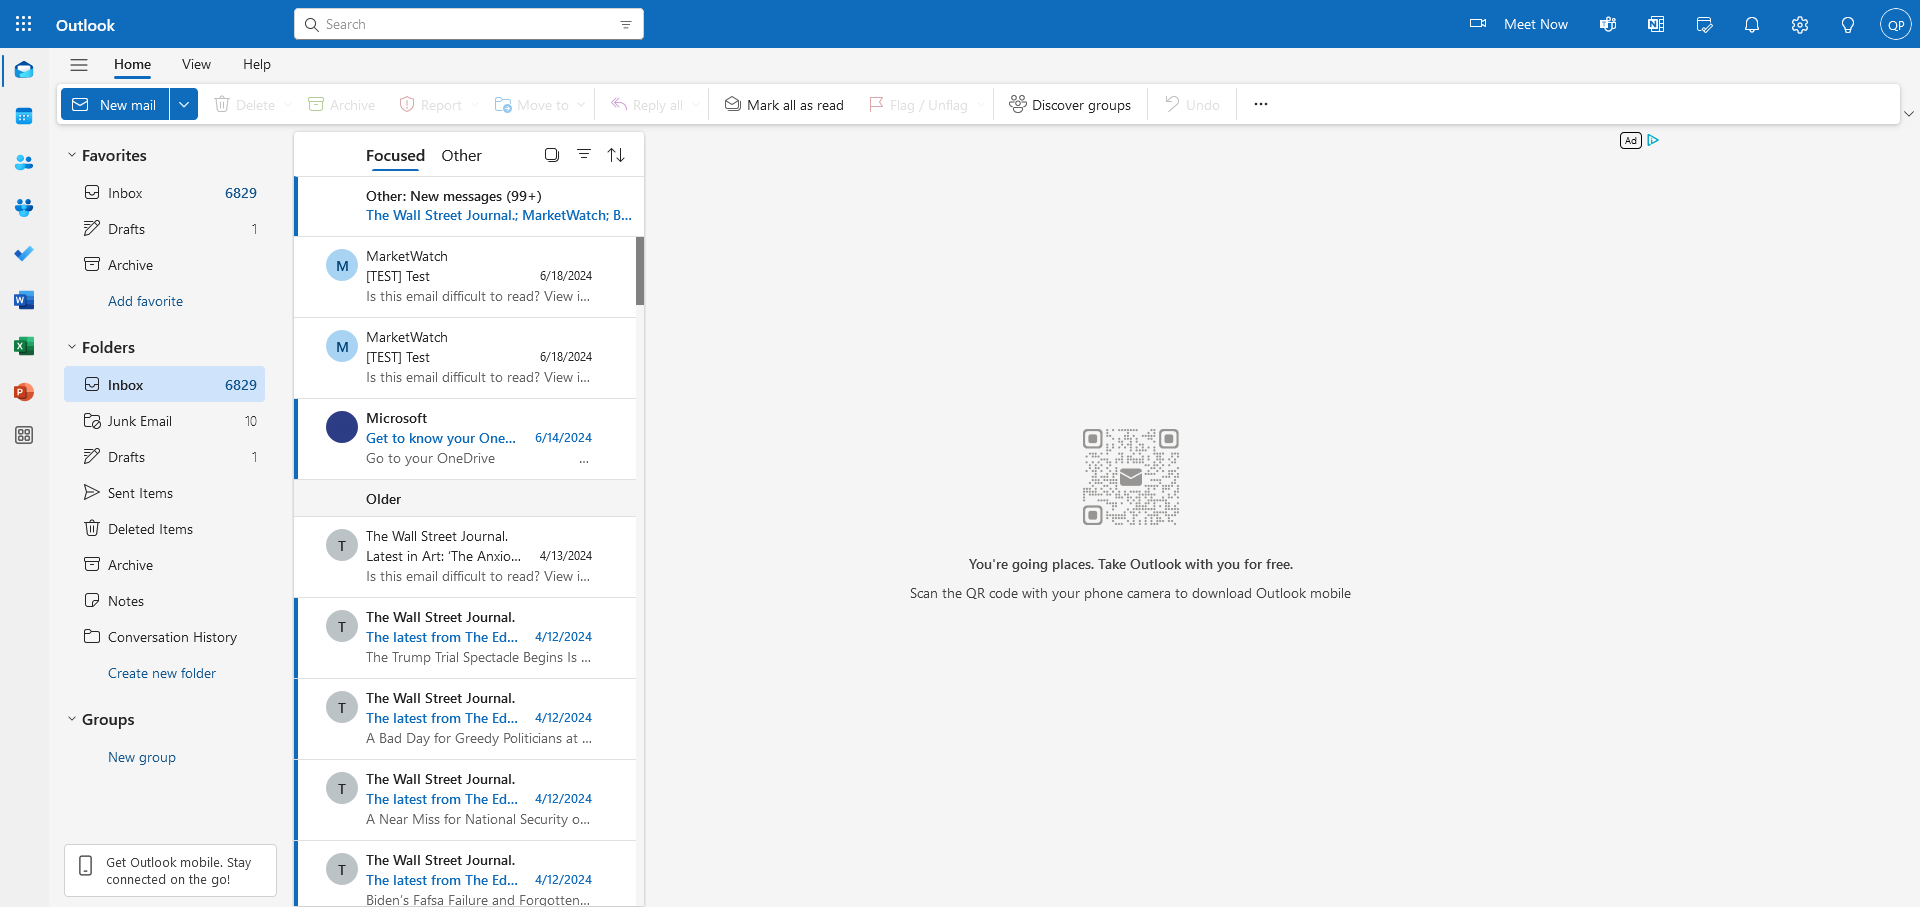 Outlook
Search
Meet Now
QP
Home
View
Help
New mail
Delete
Archive
Report
Move to
Reply all
Mark all as read
Flag / Unflag
Discover groups
Undo
Favorites
Inbox 6829
Drafts 1
Archive
Add favorite
Folders
Inbox 6829
Junk Email 10
Drafts 1
Sent Items
Deleted Items
Archive
Notes
Conversation History
Create new folder
Groups
New group
Get Outlook mobile. Stay
connected on the go!
Focused Other
Other: New messages (99+)
The Wall Street Journal.; MarketWatch; B...
M
MarketWatch
[TEST] Test 6/18/2024
Is this email difficult to read? View i...
M
MarketWatch
[TEST] Test 6/18/2024
Is this email difficult to read? View i...
Microsoft
Get to know your One... 6/14/2024
Go to your OneDrive ...
Older
T
The Wall Street Journal.
Latest in Art: 'The Anxio... 4/13/2024
Is this email difficult to read? View i...
T
The Wall Street Journal.
The latest from The Ed... 4/12/2024
The Trump Trial Spectacle Begins Is ...
T
The Wall Street Journal.
The latest from The Ed... 4/12/2024
A Bad Day for Greedy Politicians at ...
T
The Wall Street Journal.
The latest from The Ed... 4/12/2024
A Near Miss for National Security o...
T
The Wall Street Journal.
The latest from The Ed... 4/12/2024
Biden's Fafsa Failure and Forgotten...
Ad
You're going places. Take Outlook with you for free.
Scan the QR code with your phone camera to download Outlook mobile